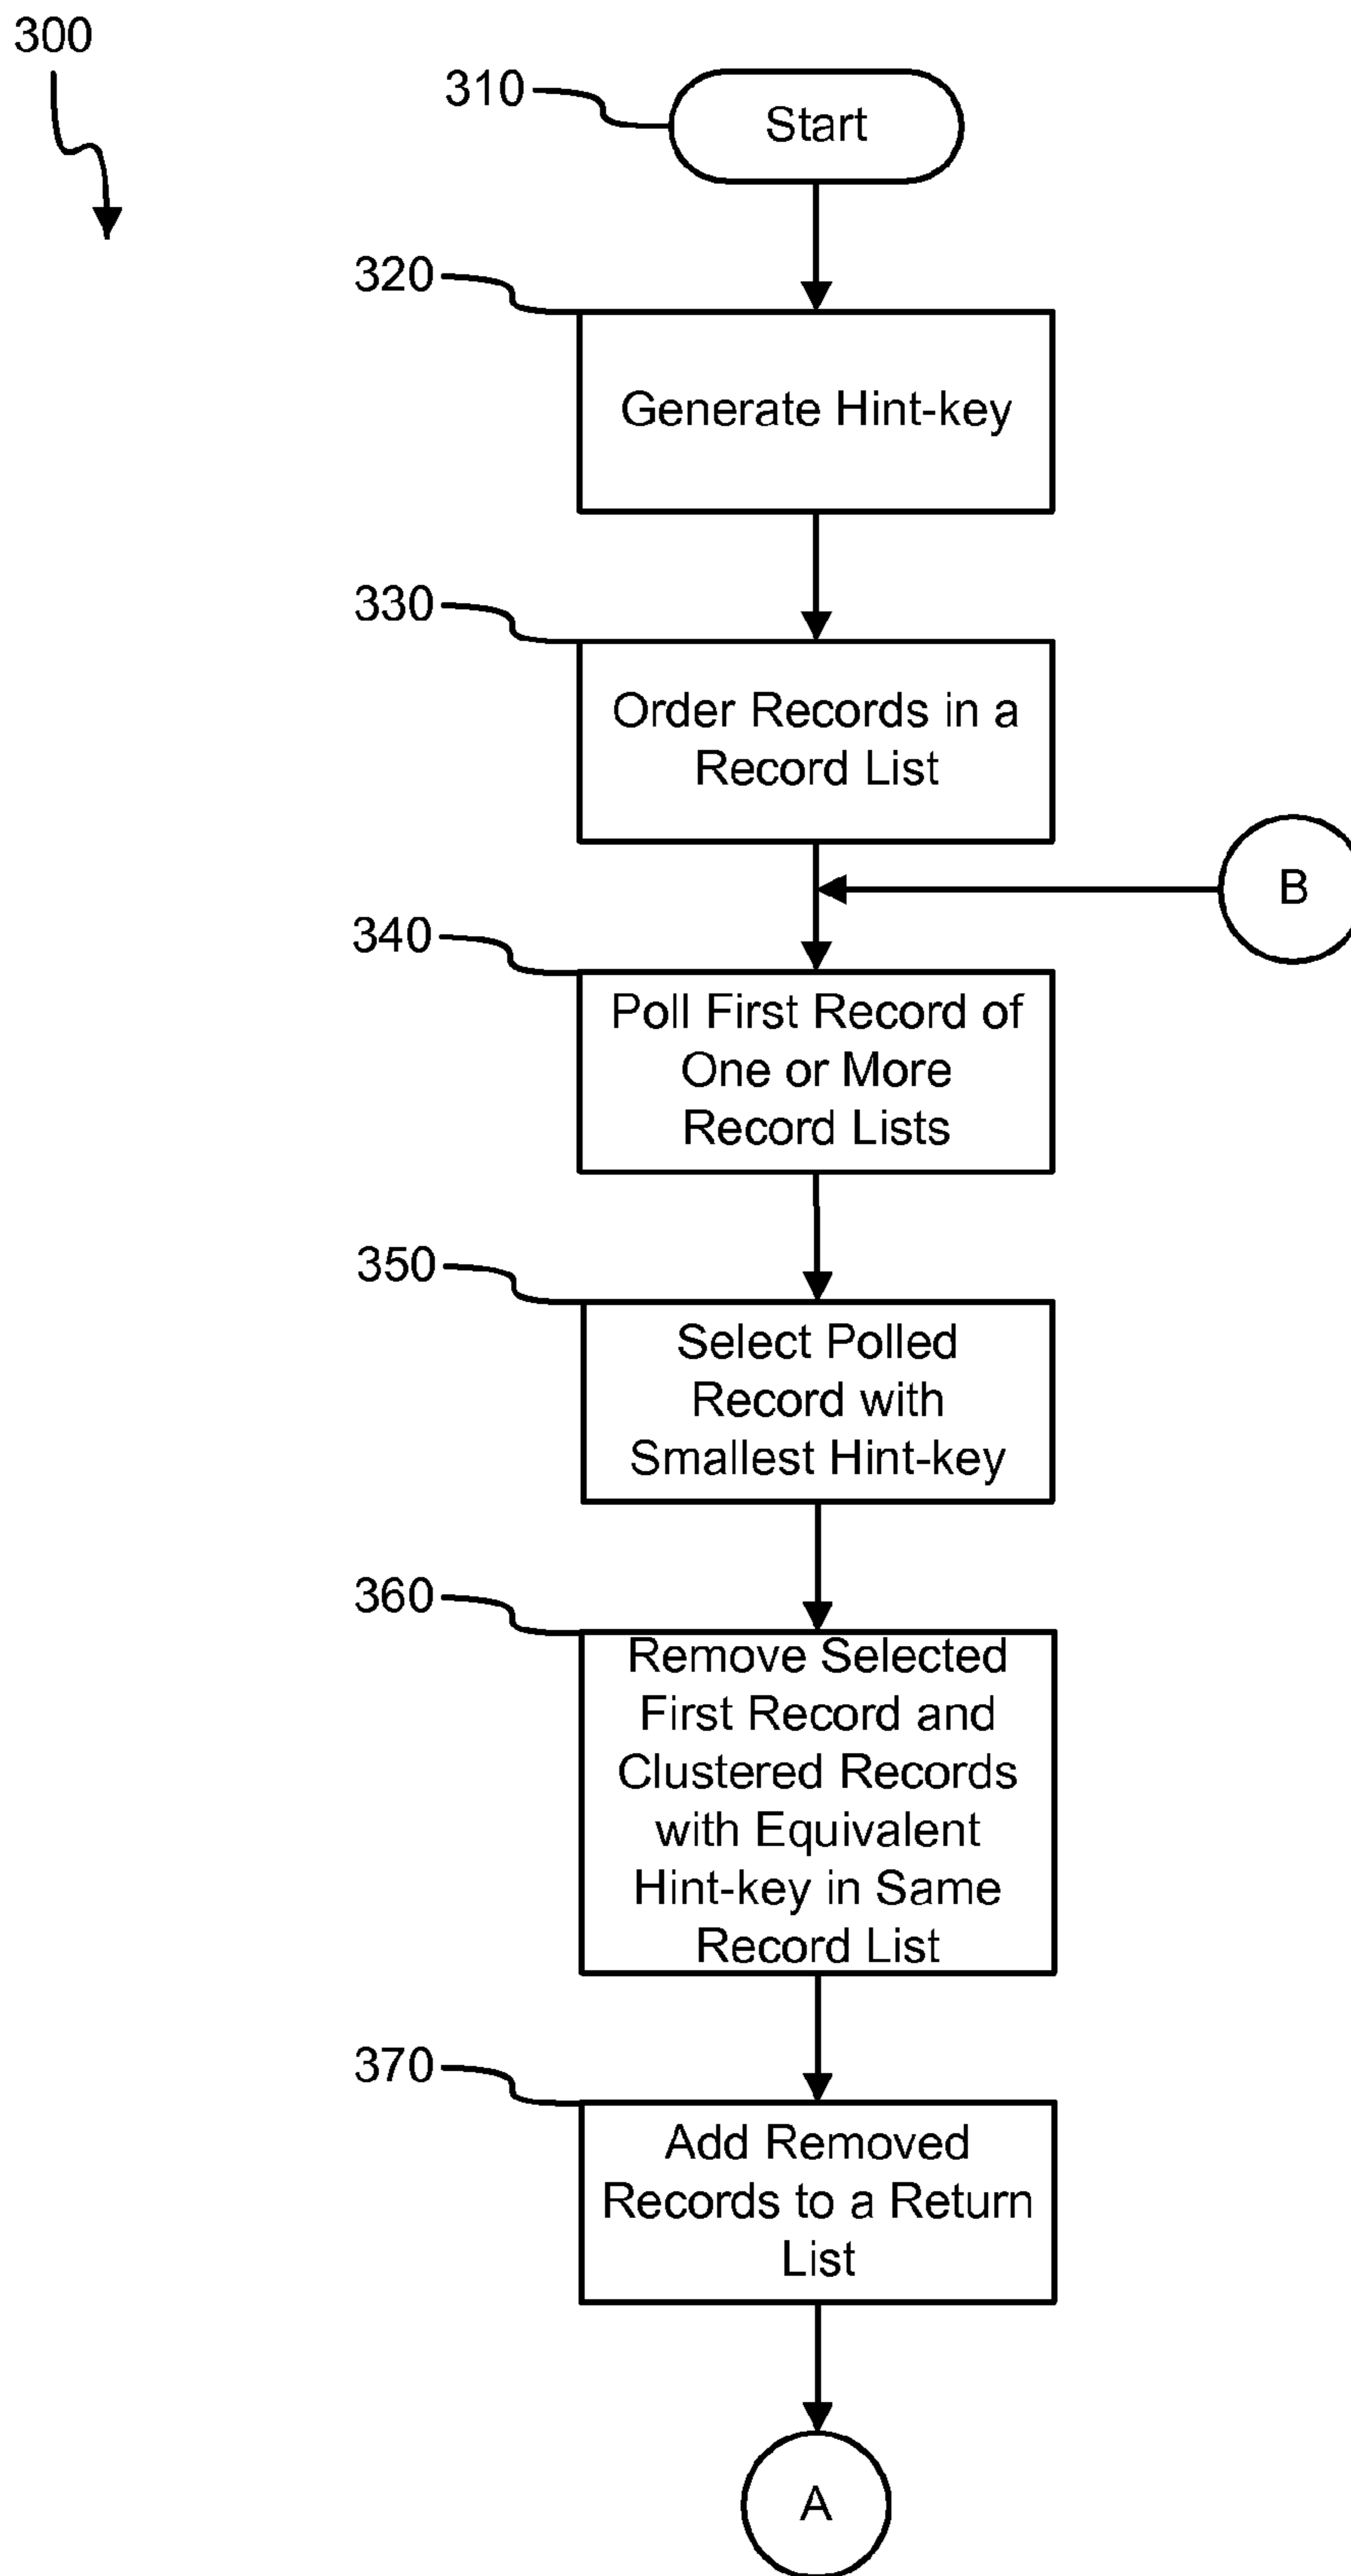 300
310
Start
320
Generate Hint-key
330
Order Records in a
Record List
B
340
Poll First Record of
One or More
Record Lists
350
Select Polled
Record with
Smallest Hint-key
360
Remove Selected
First Record and
Clustered Records
with Equivalent
Hint-key in Same
Record List
370
Add Removed
Records to a Return
List
A